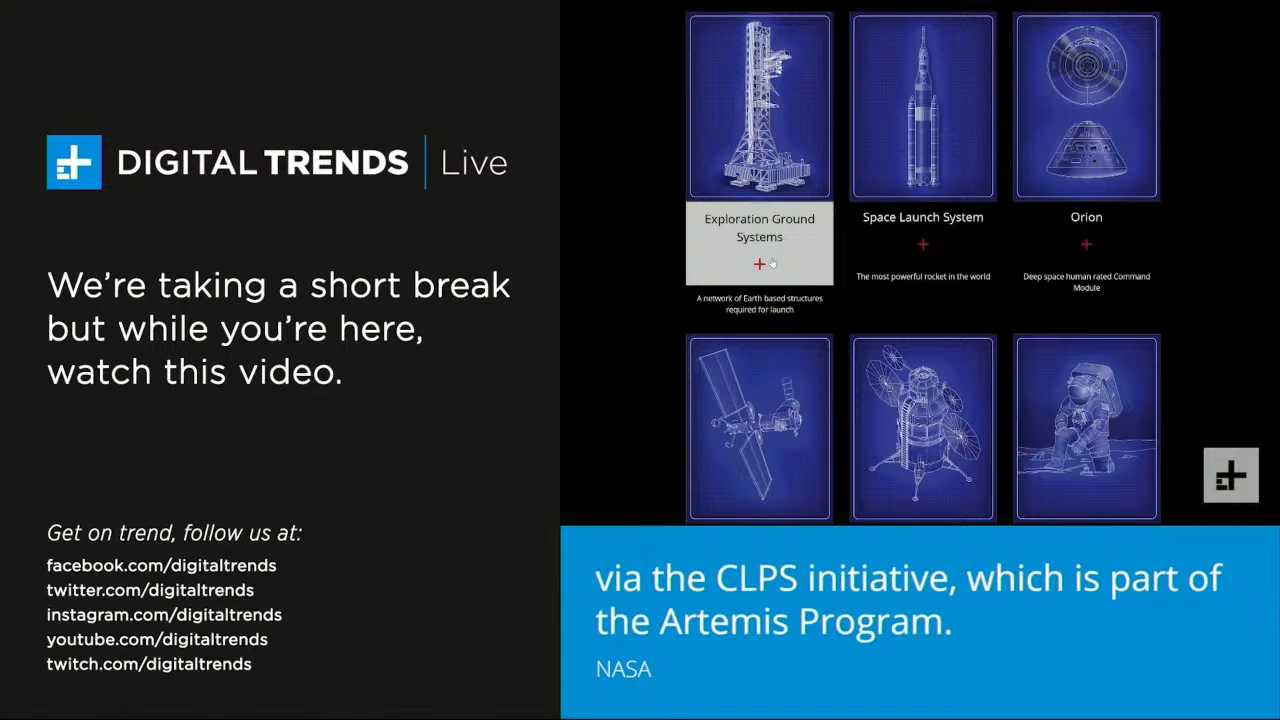 DIGITAL TRENDS | Live
We're taking a short break
but while you're here,
watch this video.
Get on trend, follow us at:
facebook.com/digitaltrends
twitter.com/digitaltrends
instagram.com/digitaltrends
youtube.com/digitaltrends
twitch.com/digitaltrends
Exploration Ground
Systems
+
A network of Earth based structures
required for launch
Space Launch System
+
The most powerful rocket in the world
Orion
+
Deep space human rated Command
Module
via the CLPS initiative, which is part of
the Artemis Program.
NASA